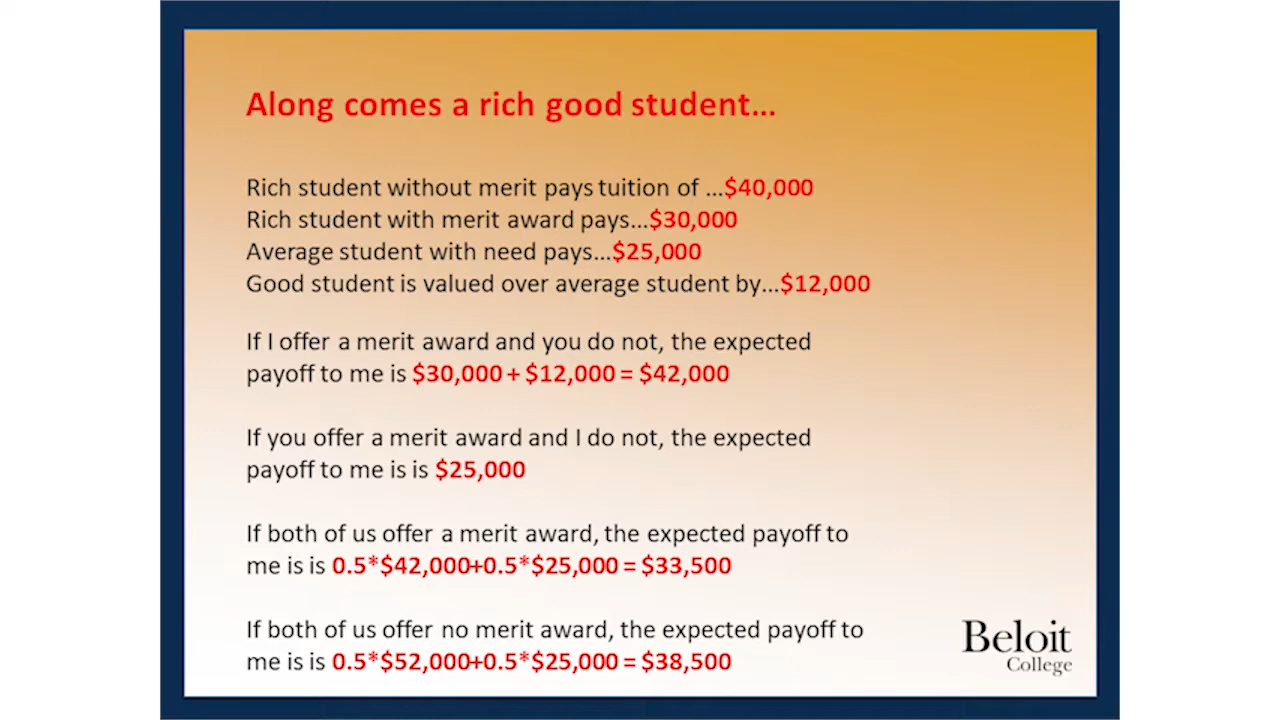 Along comes a rich good student...
Rich student without merit pays tuition of ...$40,000
Rich student with merit award pays...$30,000
Average student with need pays...$25,000
Good student is valued over average student by...$12,000
If I offer a merit award and you do not, the expected
payoff to me is $30,000 + $12,000 = $42,000
If you offer a merit award and I do not, the expected
payoff to me is is $25,000
If both of us offer a merit award, the expected payoff to
me is is 0.5*$42,000+0.5*$25,000 = $33,500
If both of us offer no merit award, the expected payoff to
me is is 0.5*$52,000+0.5*$25,000 = $38,500
Beloit
College